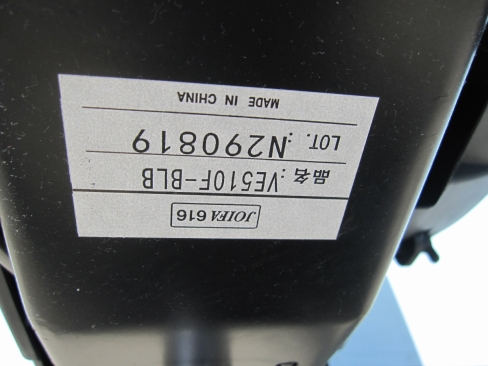 JOIFA 616
品名:VE510F-BLB
LOT. :N290819
MADE IN CHINA